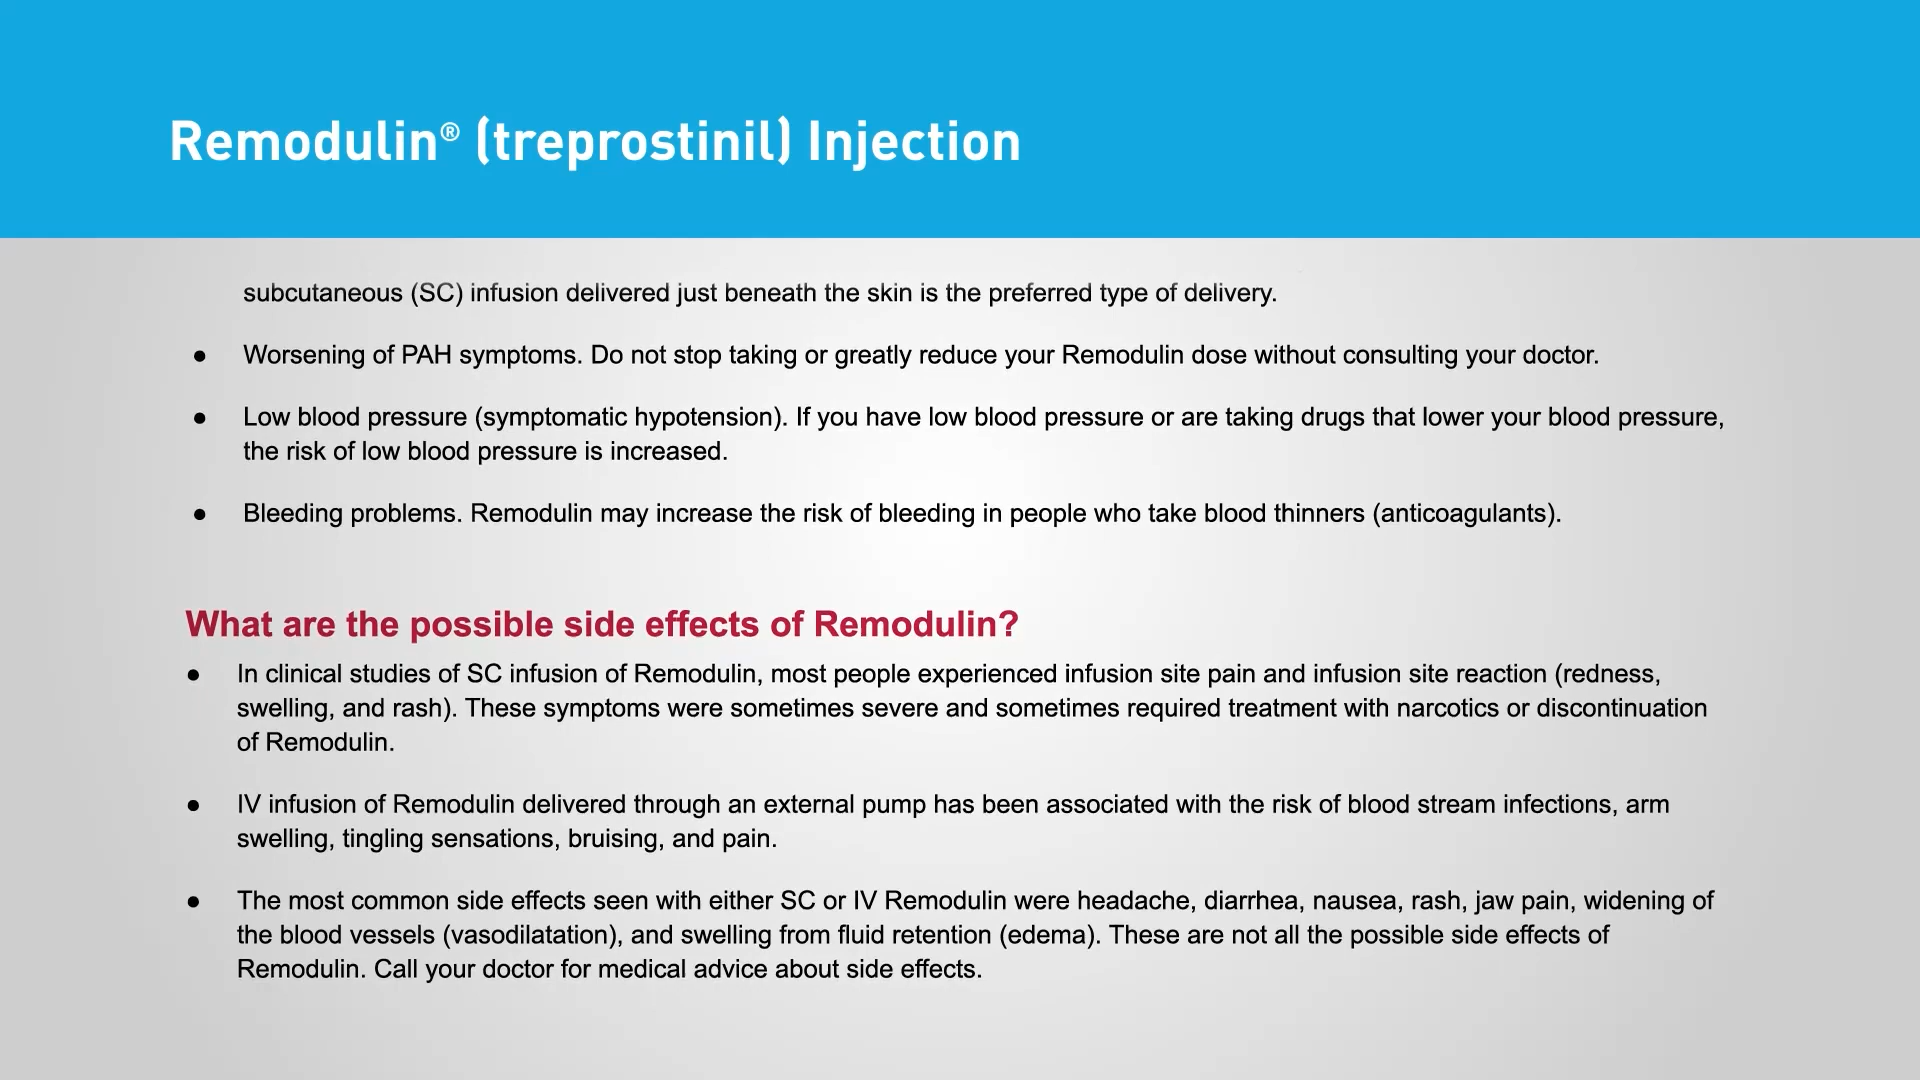 Remodulin® (treprostinil) Injection
subcutaneous (SC) infusion delivered just beneath the skin is the preferred type of delivery.
● Worsening of PAH symptoms. Do not stop taking or greatly reduce your Remodulin dose without consulting your doctor.
● Low blood pressure (symptomatic hypotension). If you have low blood pressure or are taking drugs that lower your blood pressure,
the risk of low blood pressure is increased.
● Bleeding problems. Remodulin may increase the risk of bleeding in people who take blood thinners (anticoagulants).
What are the possible side effects of Remodulin?
● In clinical studies of SC infusion of Remodulin, most people experienced infusion site pain and infusion site reaction (redness,
swelling, and rash). These symptoms were sometimes severe and sometimes required treatment with narcotics or discontinuation
of Remodulin.
● IV infusion of Remodulin delivered through an external pump has been associated with the risk of blood stream infections, arm
swelling, tingling sensations, bruising, and pain.
● The most common side effects seen with either SC or IV Remodulin were headache, diarrhea, nausea, rash, jaw pain, widening of
the blood vessels (vasodilatation), and swelling from fluid retention (edema). These are not all the possible side effects of
Remodulin. Call your doctor for medical advice about side effects.